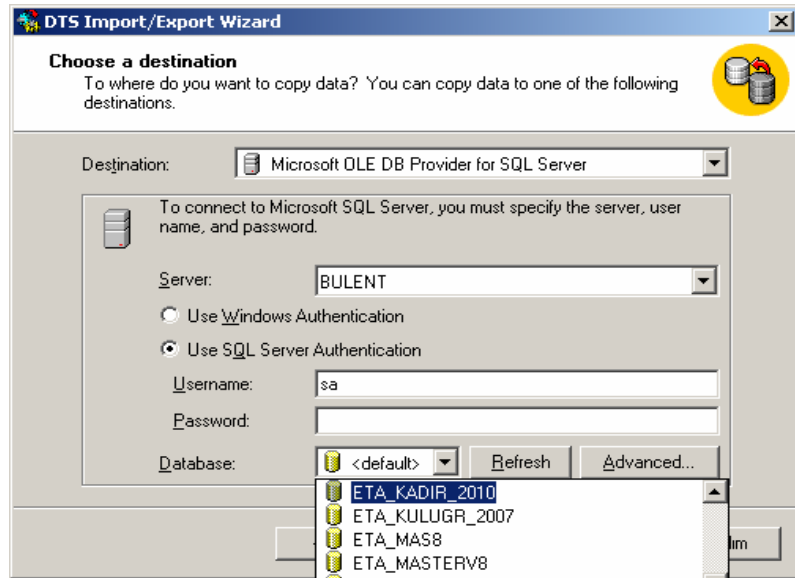 DTS Import/Export Wizard
Choose a destination
To where do you want to copy data? You can copy data to one of the following
destinations.
Destination: Microsoft OLE DB Provider for SQL Server
To connect to Microsoft SQL Server, you must specify the server, user
name, and password.
Server: BULENT
Use Windows Authentication
Use SQL Server Authentication
Username: sa
Password:
Database: <default> Refresh Advanced...
ETA_KADIR_2010
ETA_KULUGR_2007
ETA_MAS8
ETA_MASTERV8